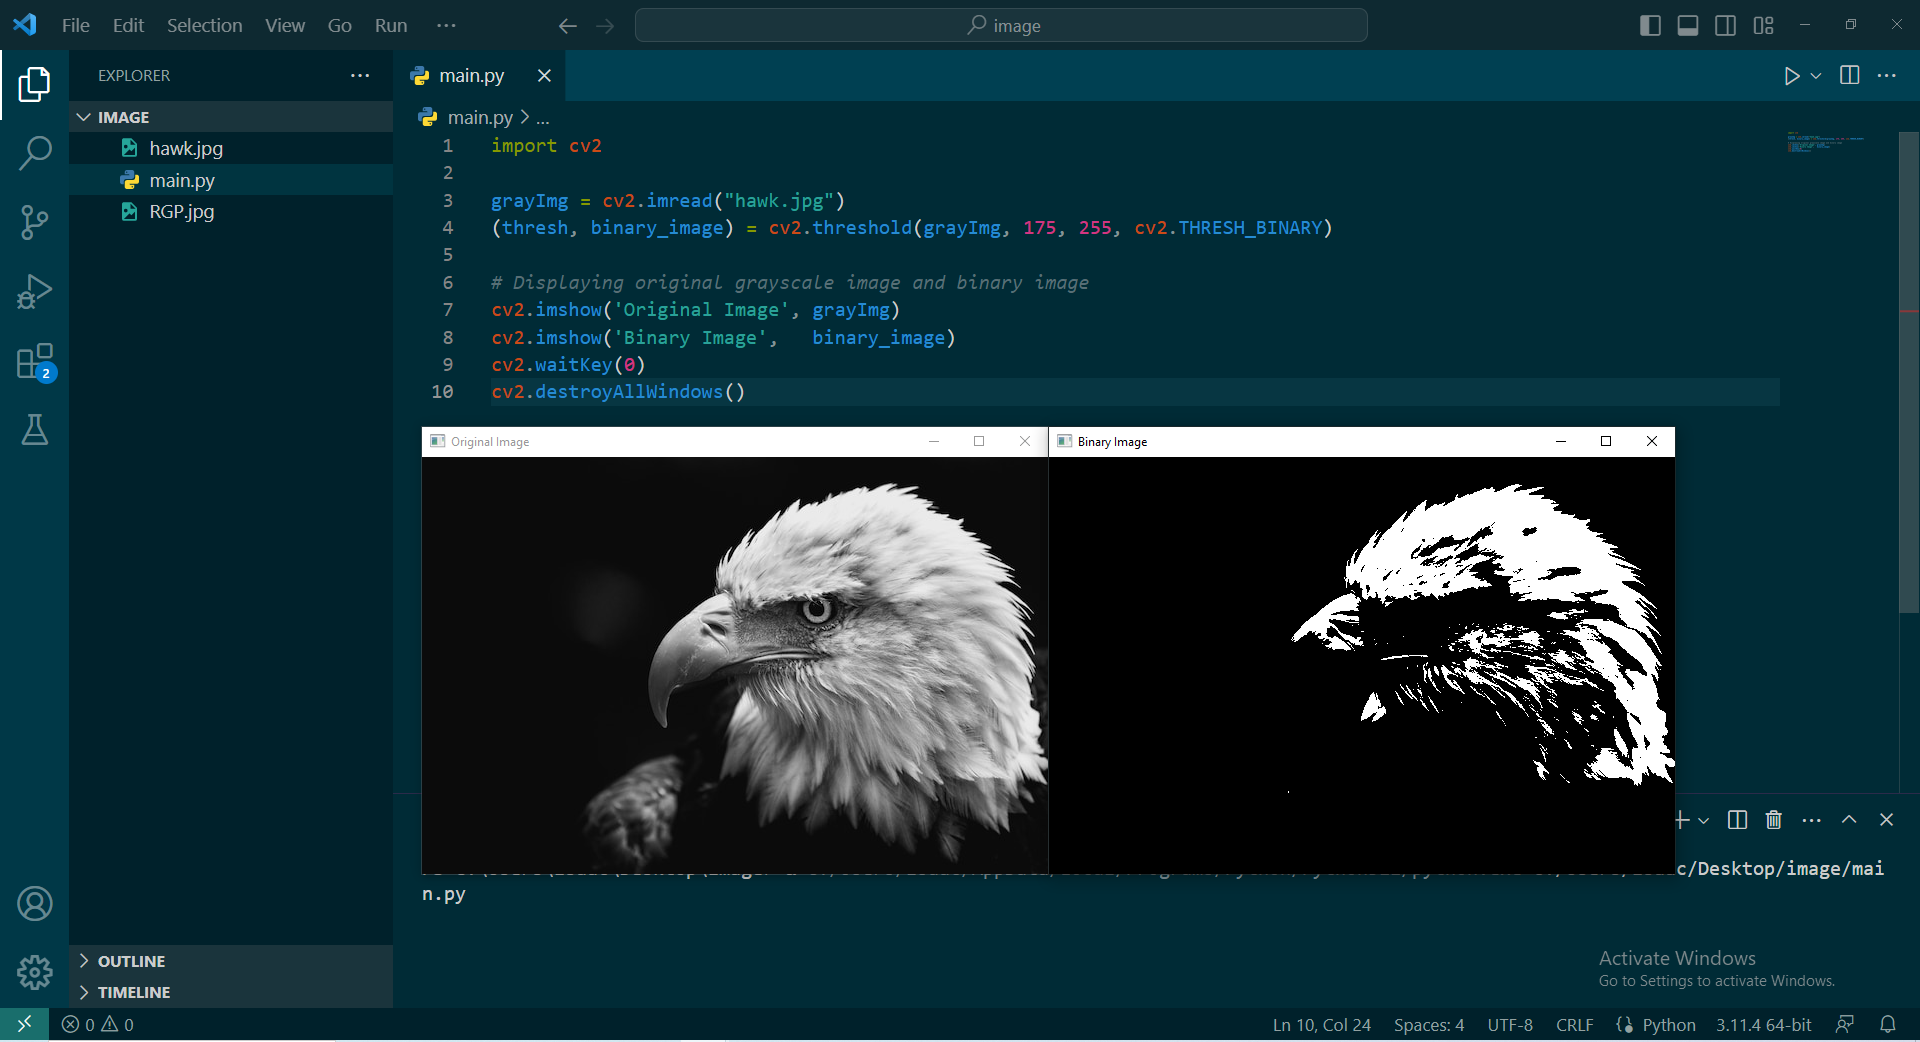 File Edit Selection View Go Run ···
image
EXPLORER ···
IMAGE
hawk.jpg
main.py
RGP.jpg
OUTLINE
TIMELINE
main.py
main.py > ...
1 import cv2
2
3 grayImg = cv2.imread("hawk.jpg")
4 (thresh, binary_image) = cv2.threshold(grayImg, 175, 255, cv2.THRESH_BINARY)
5
6 # Displaying original grayscale image and binary image
7 cv2.imshow('Original Image', grayImg)
8 cv2.imshow('Binary Image',   binary_image)
9 cv2.waitKey(0)
10 cv2.destroyAllWindows()
Original Image
Binary Image
c/Desktop/image/mai
n.py
Activate Windows
Go to Settings to activate Windows.
2
0 0
Ln 10, Col 24 Spaces: 4 UTF-8 CRLF Python 3.11.4 64-bit